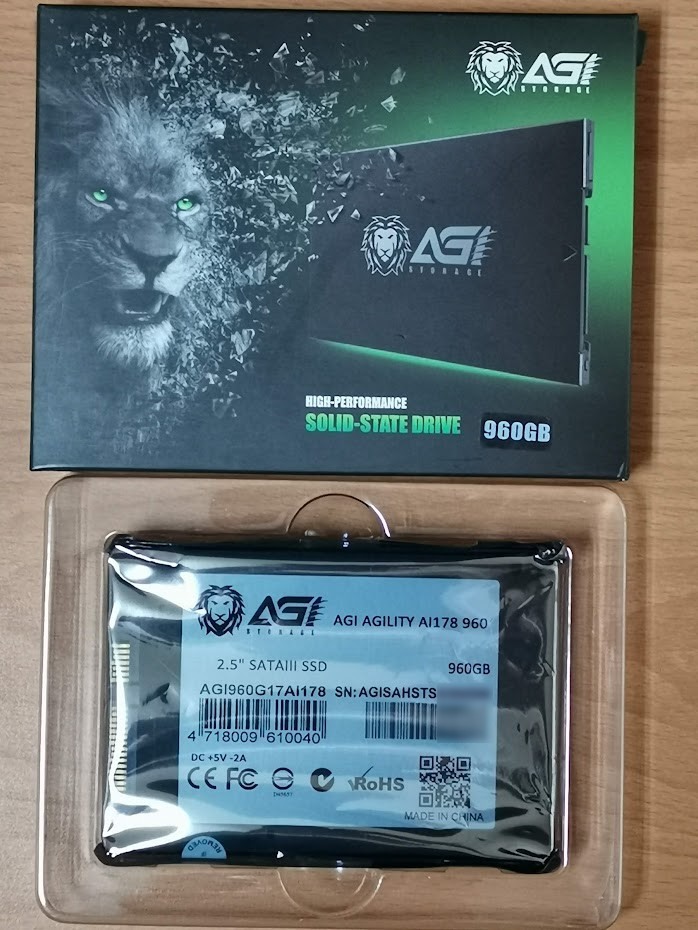 AGI
STORAGE
AGI
STORAGE
HIGH-PERFORMANCE
SOLID-STATE DRIVE
960GB
AGI
STORAGE
AGI AGILITY AI178 960
2.5" SATAIII SSD
960GB
AGI960G17AI178
SN:AGISAHSTS
4 718009 610040
DC +5V -2A
CE FC
RoHS
MADE IN CHINA
REMOVED